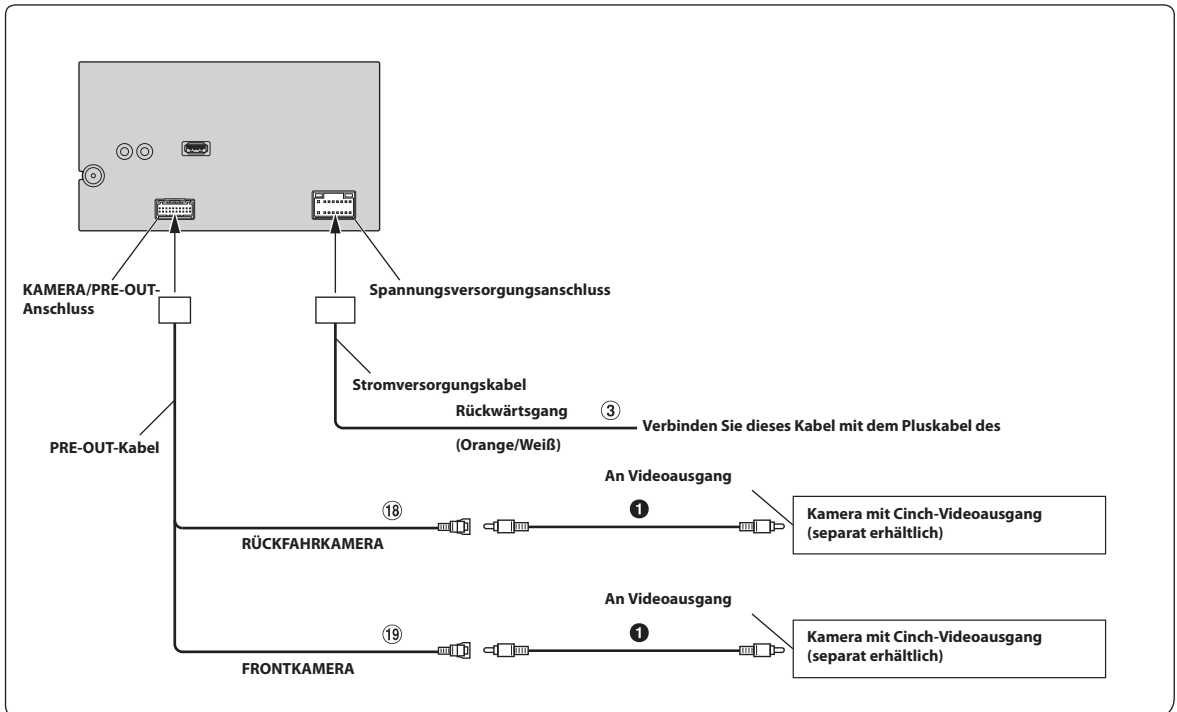 KAMERA/PRE-OUT-
Anschluss
Spannungsversorgungsanschluss
Stromversorgungskabel
Rückwärtsgang ③
Verbinden Sie dieses Kabel mit dem Pluskabel des
(Orange/Weiß)
PRE-OUT-Kabel
An Videoausgang
⑱
❶
Kamera mit Cinch-Videoausgang
(separat erhältlich)
RÜCKFAHRKAMERA
An Videoausgang
⑲
❶
Kamera mit Cinch-Videoausgang
(separat erhältlich)
FRONTKAMERA